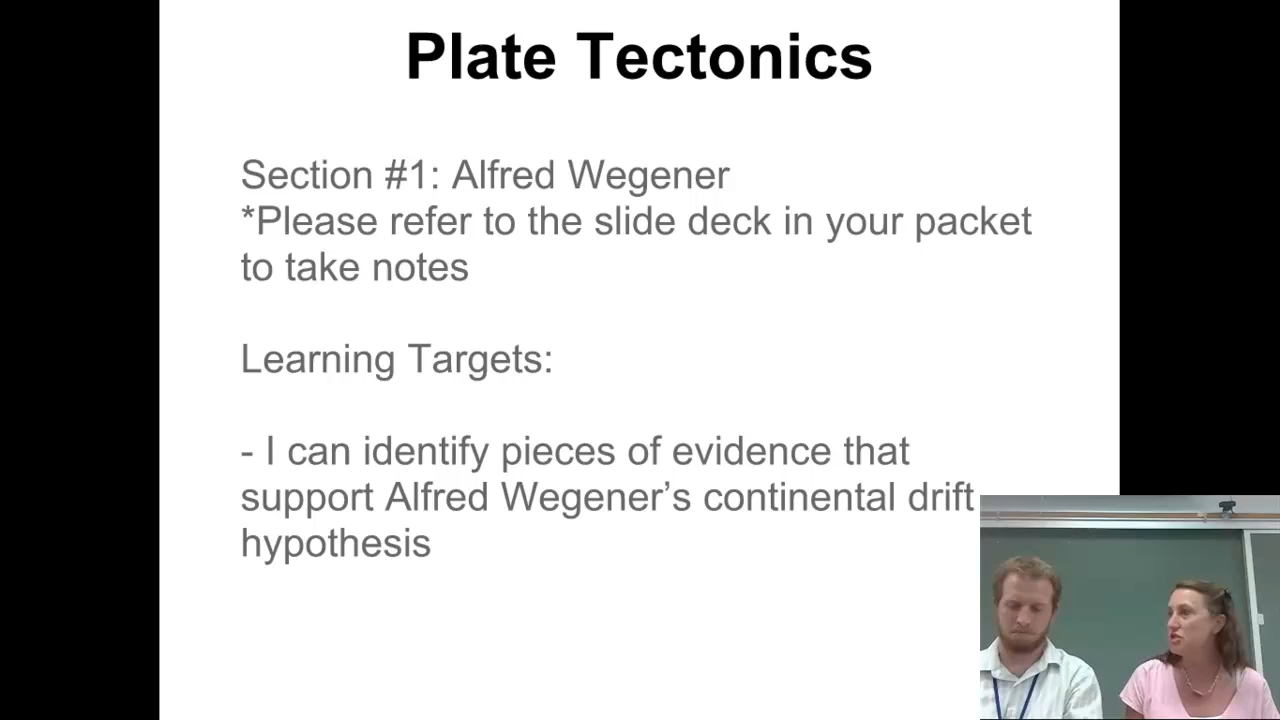 Plate Tectonics
Section #1: Alfred Wegener
*Please refer to the slide deck in your packet
to take notes
Learning Targets:
- I can identify pieces of evidence that
support Alfred Wegener’s continental drift
hypothesis